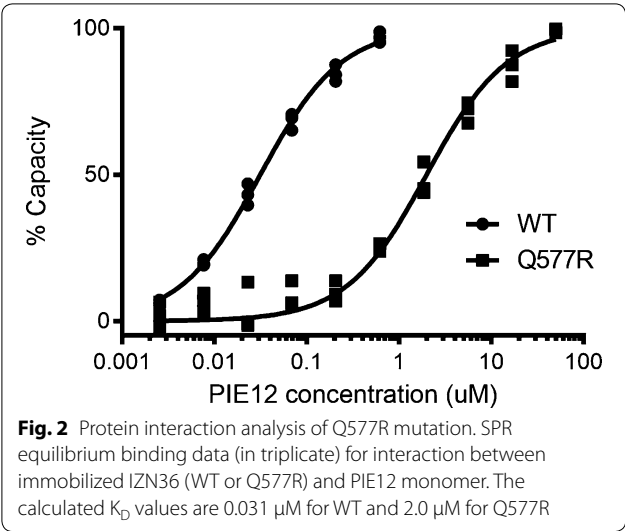 100
50
0
% Capacity
WT
Q577R
0.001 0.01 0.1 1 10 100
PIE12 concentration (uM)
Fig. 2 Protein interaction analysis of Q577R mutation. SPR
equilibrium binding data (in triplicate) for interaction between
immobilized IZN36 (WT or Q577R) and PIE12 monomer. The
calculated KD values are 0.031 µM for WT and 2.0 µM for Q577R